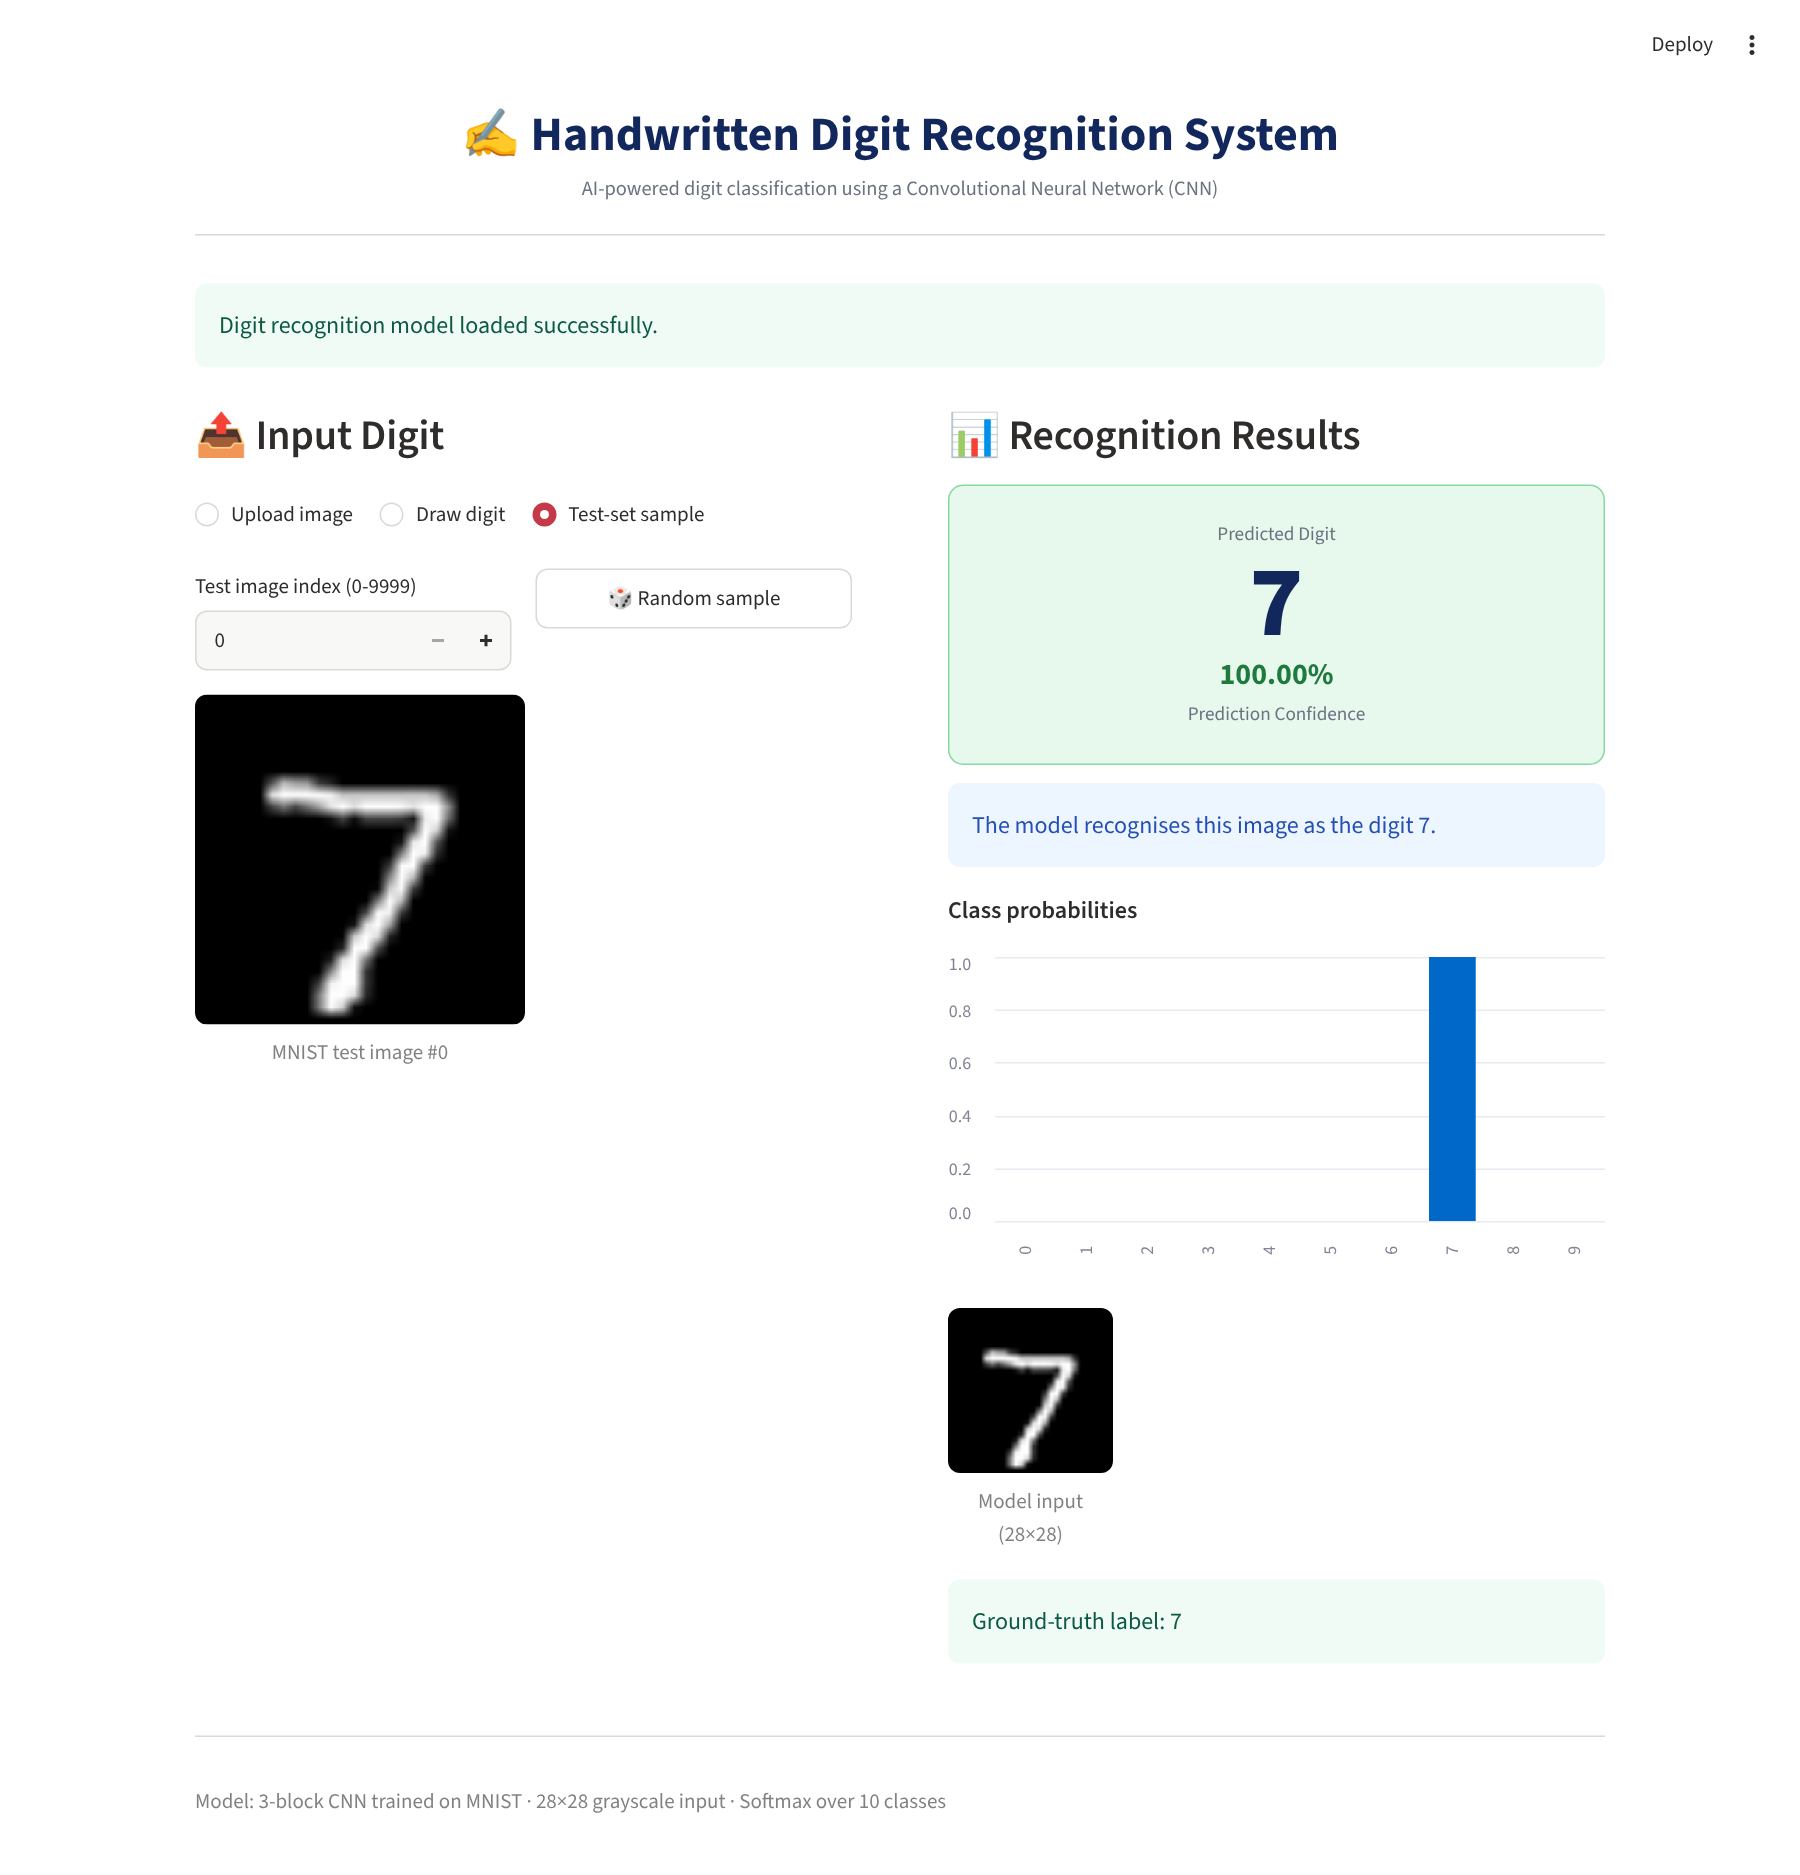 Deploy
✍️ Handwritten Digit Recognition System
AI-powered digit classification using a Convolutional Neural Network (CNN)
Digit recognition model loaded successfully.
📤 Input Digit
Upload image
Draw digit
Test-set sample
Test image index (0-9999)
0
🎲 Random sample
7
MNIST test image #0
📊 Recognition Results
Predicted Digit
7
100.00%
Prediction Confidence
The model recognises this image as the digit 7.
Class probabilities
1.0
0.8
0.6
0.4
0.2
0.0
0 1 2 3 4 5 6 7 8 9
7
Model input
(28×28)
Ground-truth label: 7
Model: 3-block CNN trained on MNIST · 28×28 grayscale input · Softmax over 10 classes